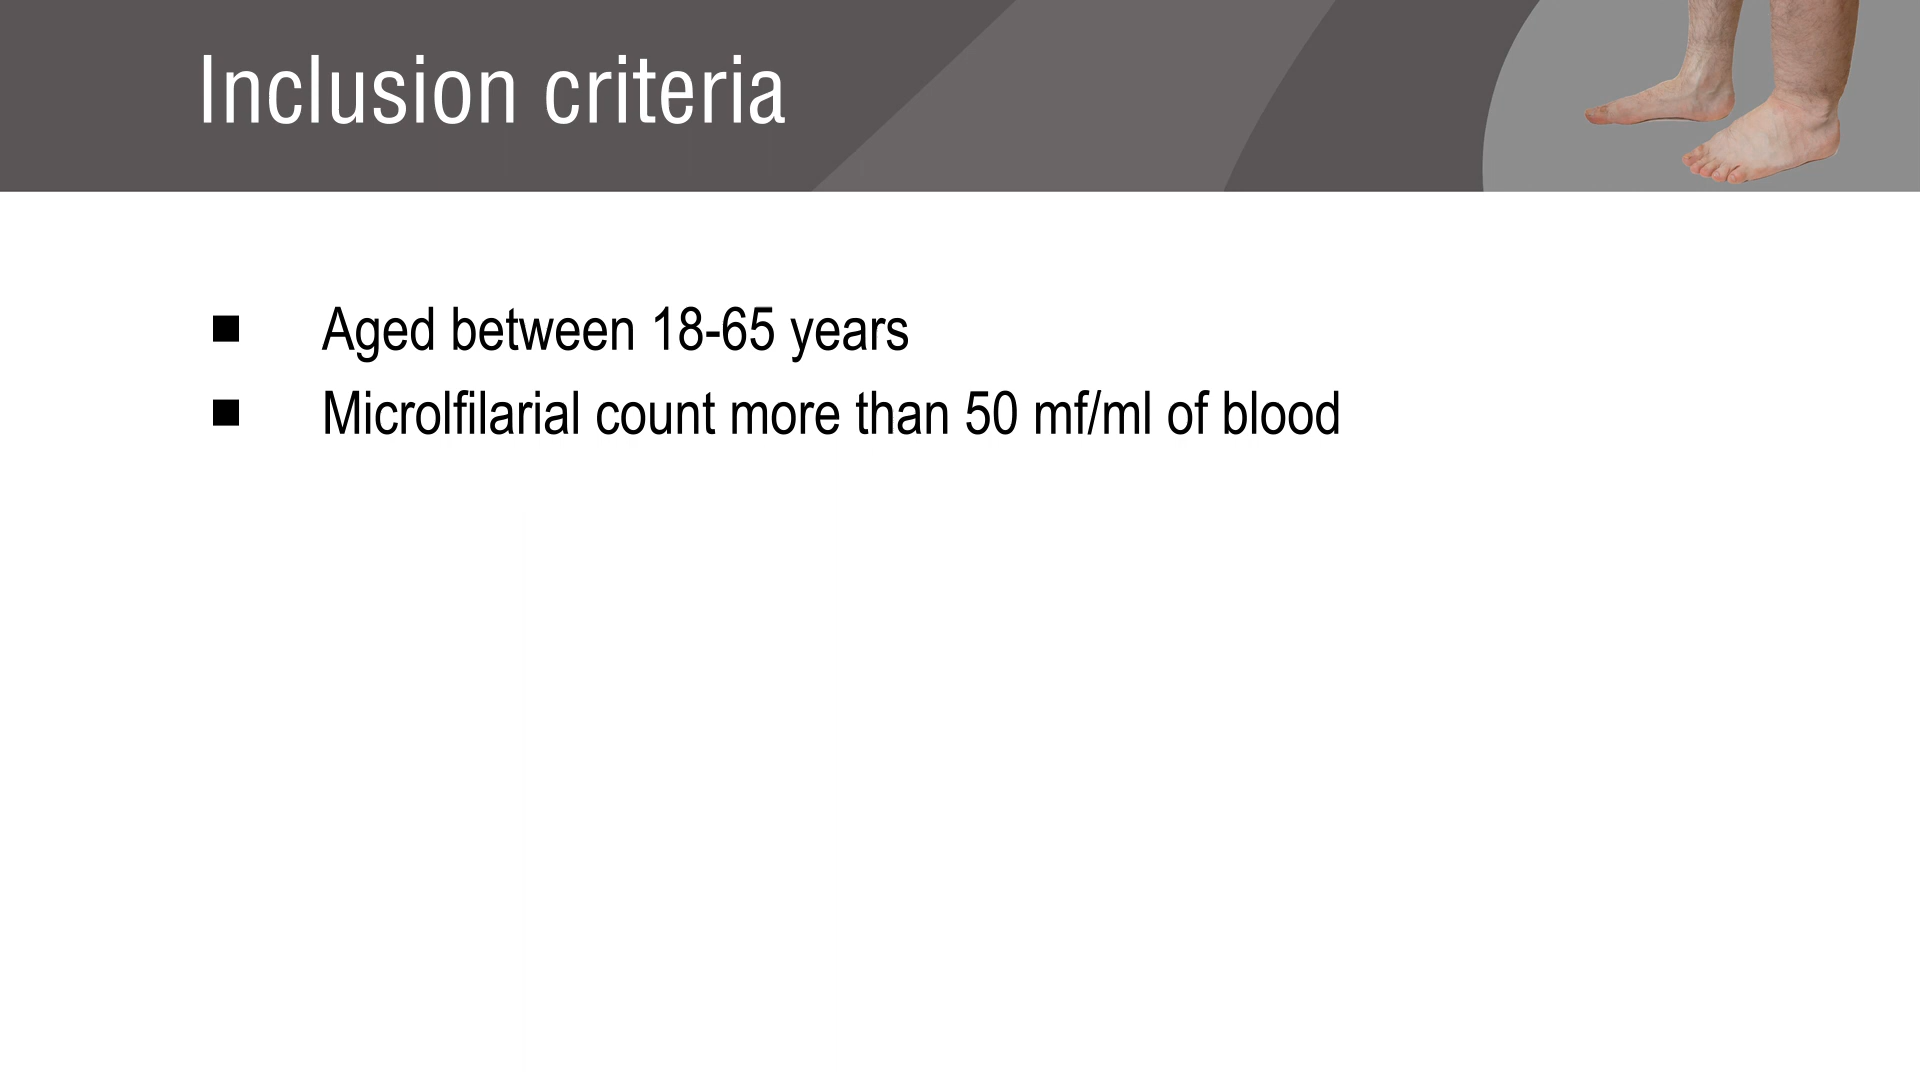 Inclusion criteria
■ Aged between 18-65 years
■ Microlfilarial count more than 50 mf/ml of blood